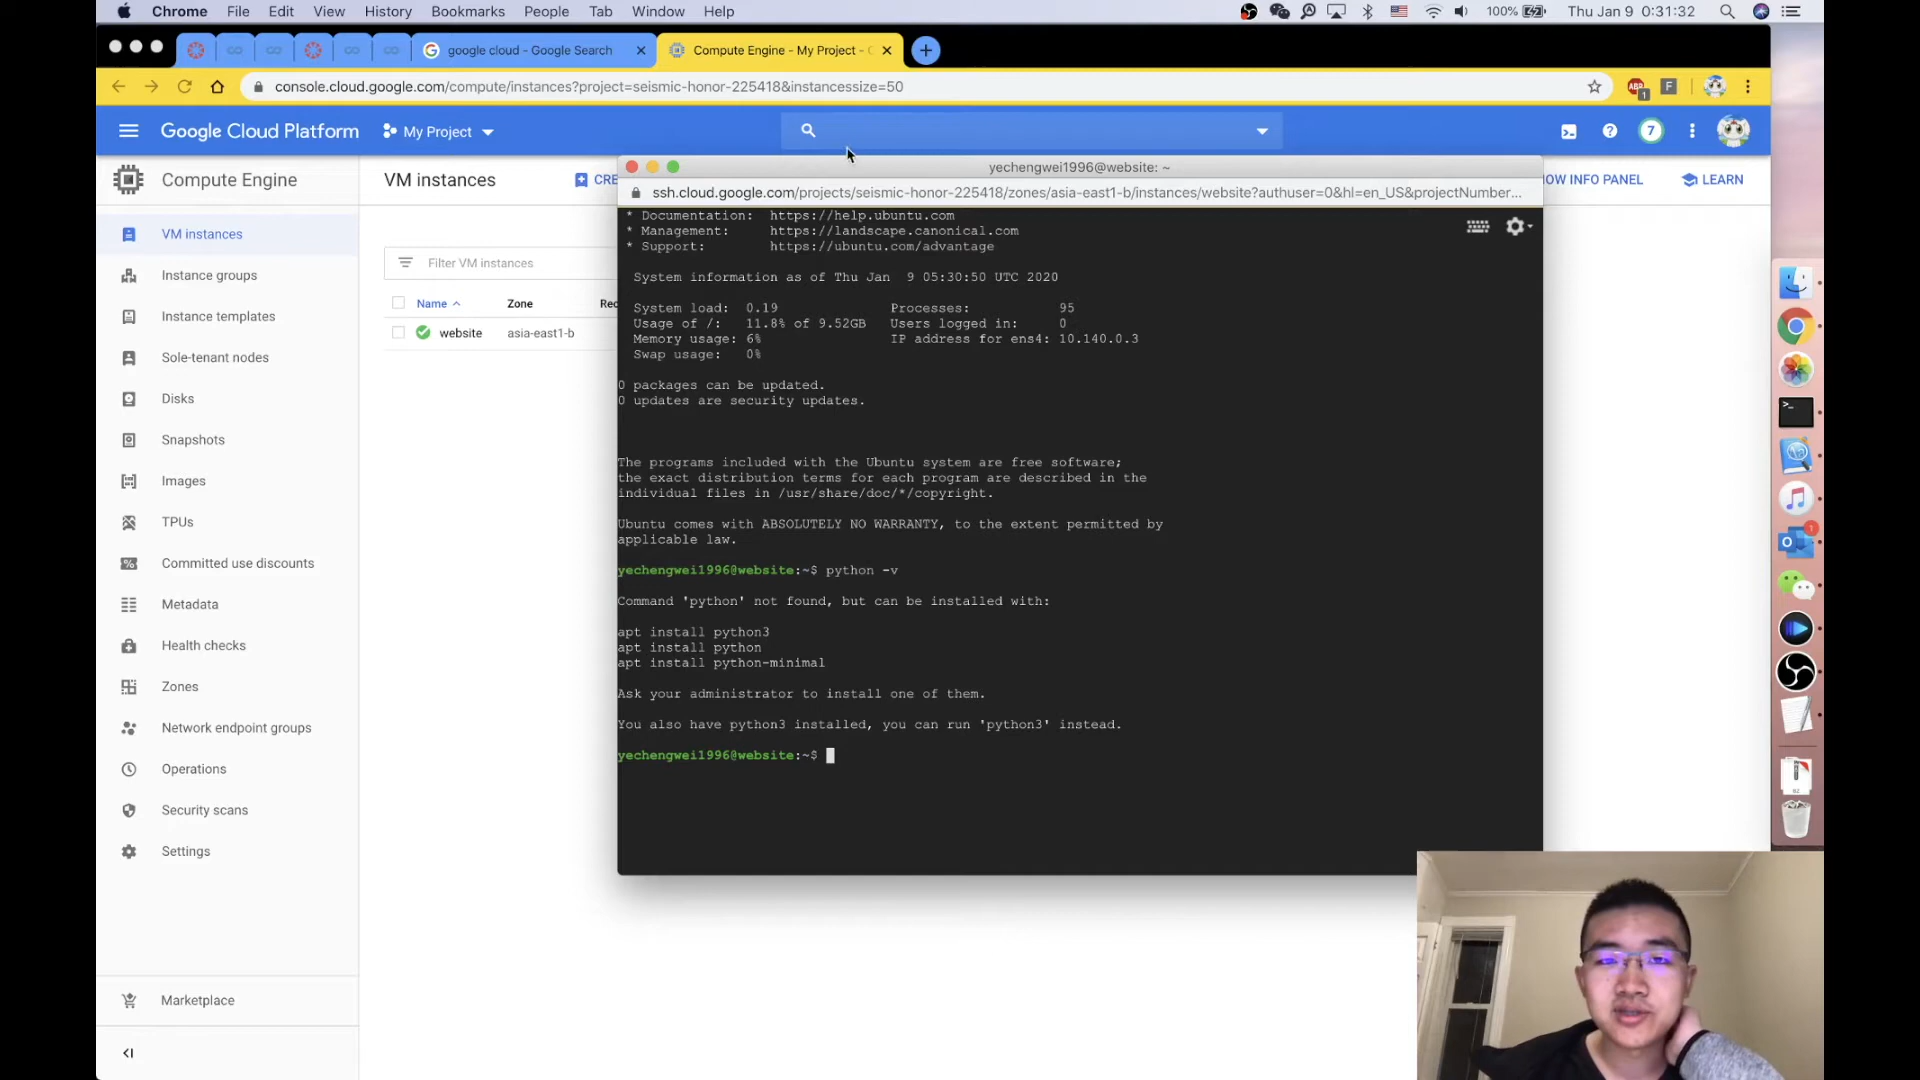 Chrome File Edit View History Bookmarks People Tab Window Help 100% Thu Jan 9 0:31:32
google cloud - Google Search Compute Engine - My Project -
console.cloud.google.com/compute/instances?project=seismic-honor-225418&instancessize=50
ABP 1 F
Google Cloud Platform My Project 7
Compute Engine VM instances CRE OW INFO PANEL LEARN
yechengwei1996@website: ~
ssh.cloud.google.com/projects/seismic-honor-225418/zones/asia-east1-b/instances/website?authuser=0&hl=en_US&projectNumber...
VM instances
Instance groups
Instance templates
Sole-tenant nodes
Disks
Snapshots
Images
TPUs
Committed use discounts
Metadata
Health checks
Zones
Network endpoint groups
Operations
Security scans
Settings
Marketplace
Filter VM instances
Name Zone Rec
website asia-east1-b
* Documentation: https://help.ubuntu.com
* Management: https://landscape.canonical.com
* Support: https://ubuntu.com/advantage
System information as of Thu Jan 9 05:30:50 UTC 2020
System load: 0.19 Processes: 95
Usage of /: 11.8% of 9.52GB Users logged in: 0
Memory usage: 6% IP address for ens4: 10.140.0.3
Swap usage: 0%
0 packages can be updated.
0 updates are security updates.
The programs included with the Ubuntu system are free software;
the exact distribution terms for each program are described in the
individual files in /usr/share/doc/*/copyright.
Ubuntu comes with ABSOLUTELY NO WARRANTY, to the extent permitted by
applicable law.
yechengwei1996@website:~$ python -v
Command 'python' not found, but can be installed with:
apt install python3
apt install python
apt install python-minimal
Ask your administrator to install one of them.
You also have python3 installed, you can run 'python3' instead.
yechengwei1996@website:~$